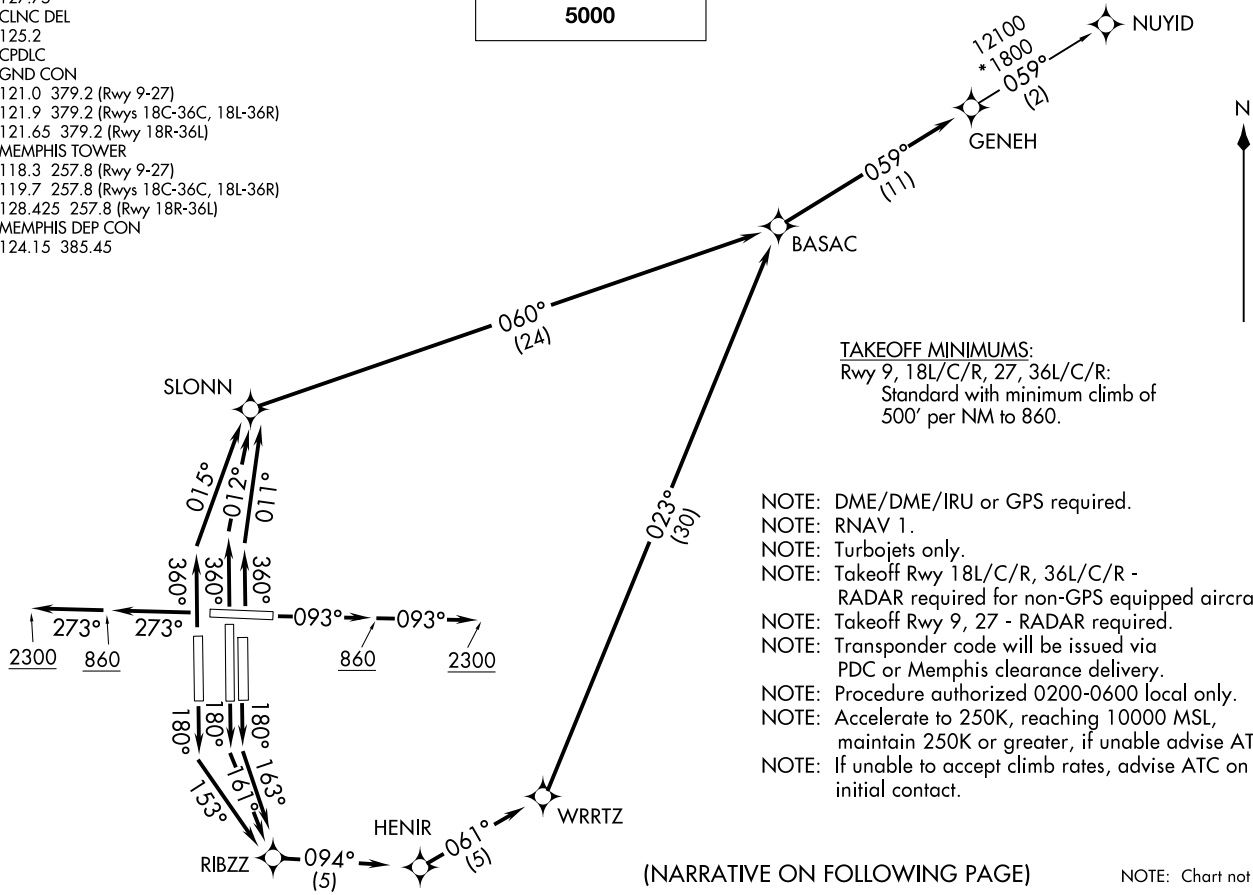 127.75
CLNC DEL
125.2
CPDLC
GND CON
121.0 379.2 (Rwy 9-27)
121.9 379.2 (Rwys 18C-36C, 18L-36R)
121.65 379.2 (Rwy 18R-36L)
MEMPHIS TOWER
118.3 257.8 (Rwy 9-27)
119.7 257.8 (Rwys 18C-36C, 18L-36R)
128.425 257.8 (Rwy 18R-36L)
MEMPHIS DEP CON
124.15 385.45
5000
NUYID
12100
*1800
059°
(2)
GENEH
N
059°
(11)
BASAC
060°
(24)
SLONN
TAKEOFF MINIMUMS:
Rwy 9, 18L/C/R, 27, 36L/C/R:
Standard with minimum climb of
500' per NM to 860.
015°
012°
011°
023°
(30)
360°
360°
360°
273°
273°
093°
093°
2300
860
860
2300
NOTE: DME/DME/IRU or GPS required.
NOTE: RNAV 1.
NOTE: Turbojets only.
NOTE: Takeoff Rwy 18L/C/R, 36L/C/R -
RADAR required for non-GPS equipped aircra
NOTE: Takeoff Rwy 9, 27 - RADAR required.
NOTE: Transponder code will be issued via
PDC or Memphis clearance delivery.
NOTE: Procedure authorized 0200-0600 local only.
NOTE: Accelerate to 250K, reaching 10000 MSL,
maintain 250K or greater, if unable advise AT
NOTE: If unable to accept climb rates, advise ATC on
initial contact.
180°
180°
180°
153°
161°
163°
RIBZZ
094°
(5)
HENIR
061°
(5)
WRRTZ
(NARRATIVE ON FOLLOWING PAGE)
NOTE: Chart not